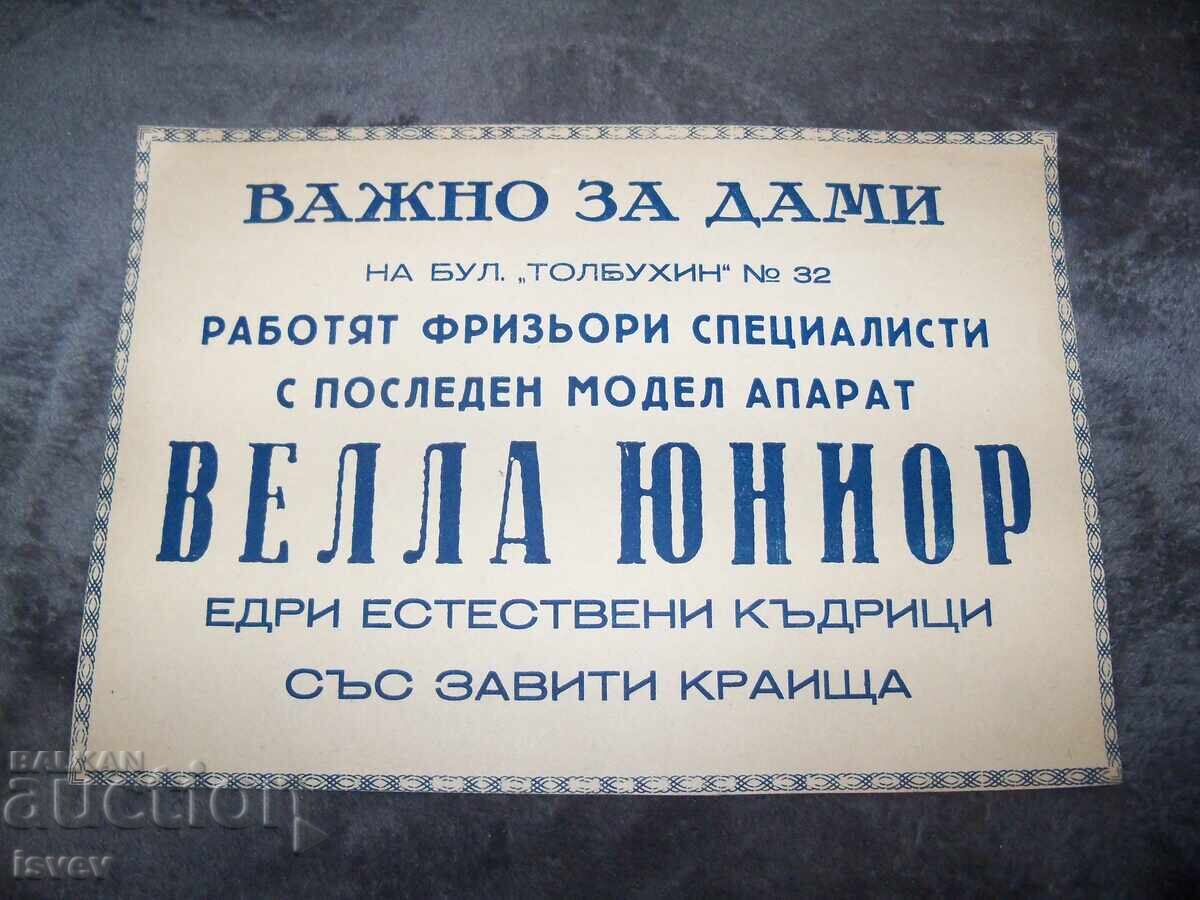 ВАЖНО ЗА ДАМИ
НА БУЛ. „ТОЛБУХИН“ № 32
РАБОТЯТ ФРИЗЬОРИ СПЕЦИАЛИСТИ
С ПОСЛЕДЕН МОДЕЛ АПАРАТ
ВЕЛЛА ЮНИОР
ЕДРИ ЕСТЕСТВЕНИ КЪДРИЦИ
СЪС ЗАВИТИ КРАИЩА
BALKAN
auction
isvev